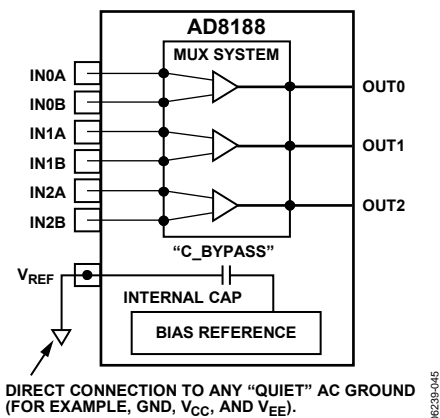 AD8188
MUX SYSTEM
IN0A
IN0B
IN1A
IN1B
IN2A
IN2B
OUT0
OUT1
OUT2
"C_BYPASS"
VREF
INTERNAL CAP
BIAS REFERENCE
DIRECT CONNECTION TO ANY "QUIET" AC GROUND
(FOR EXAMPLE, GND, VCC, AND VEE).
06239-045